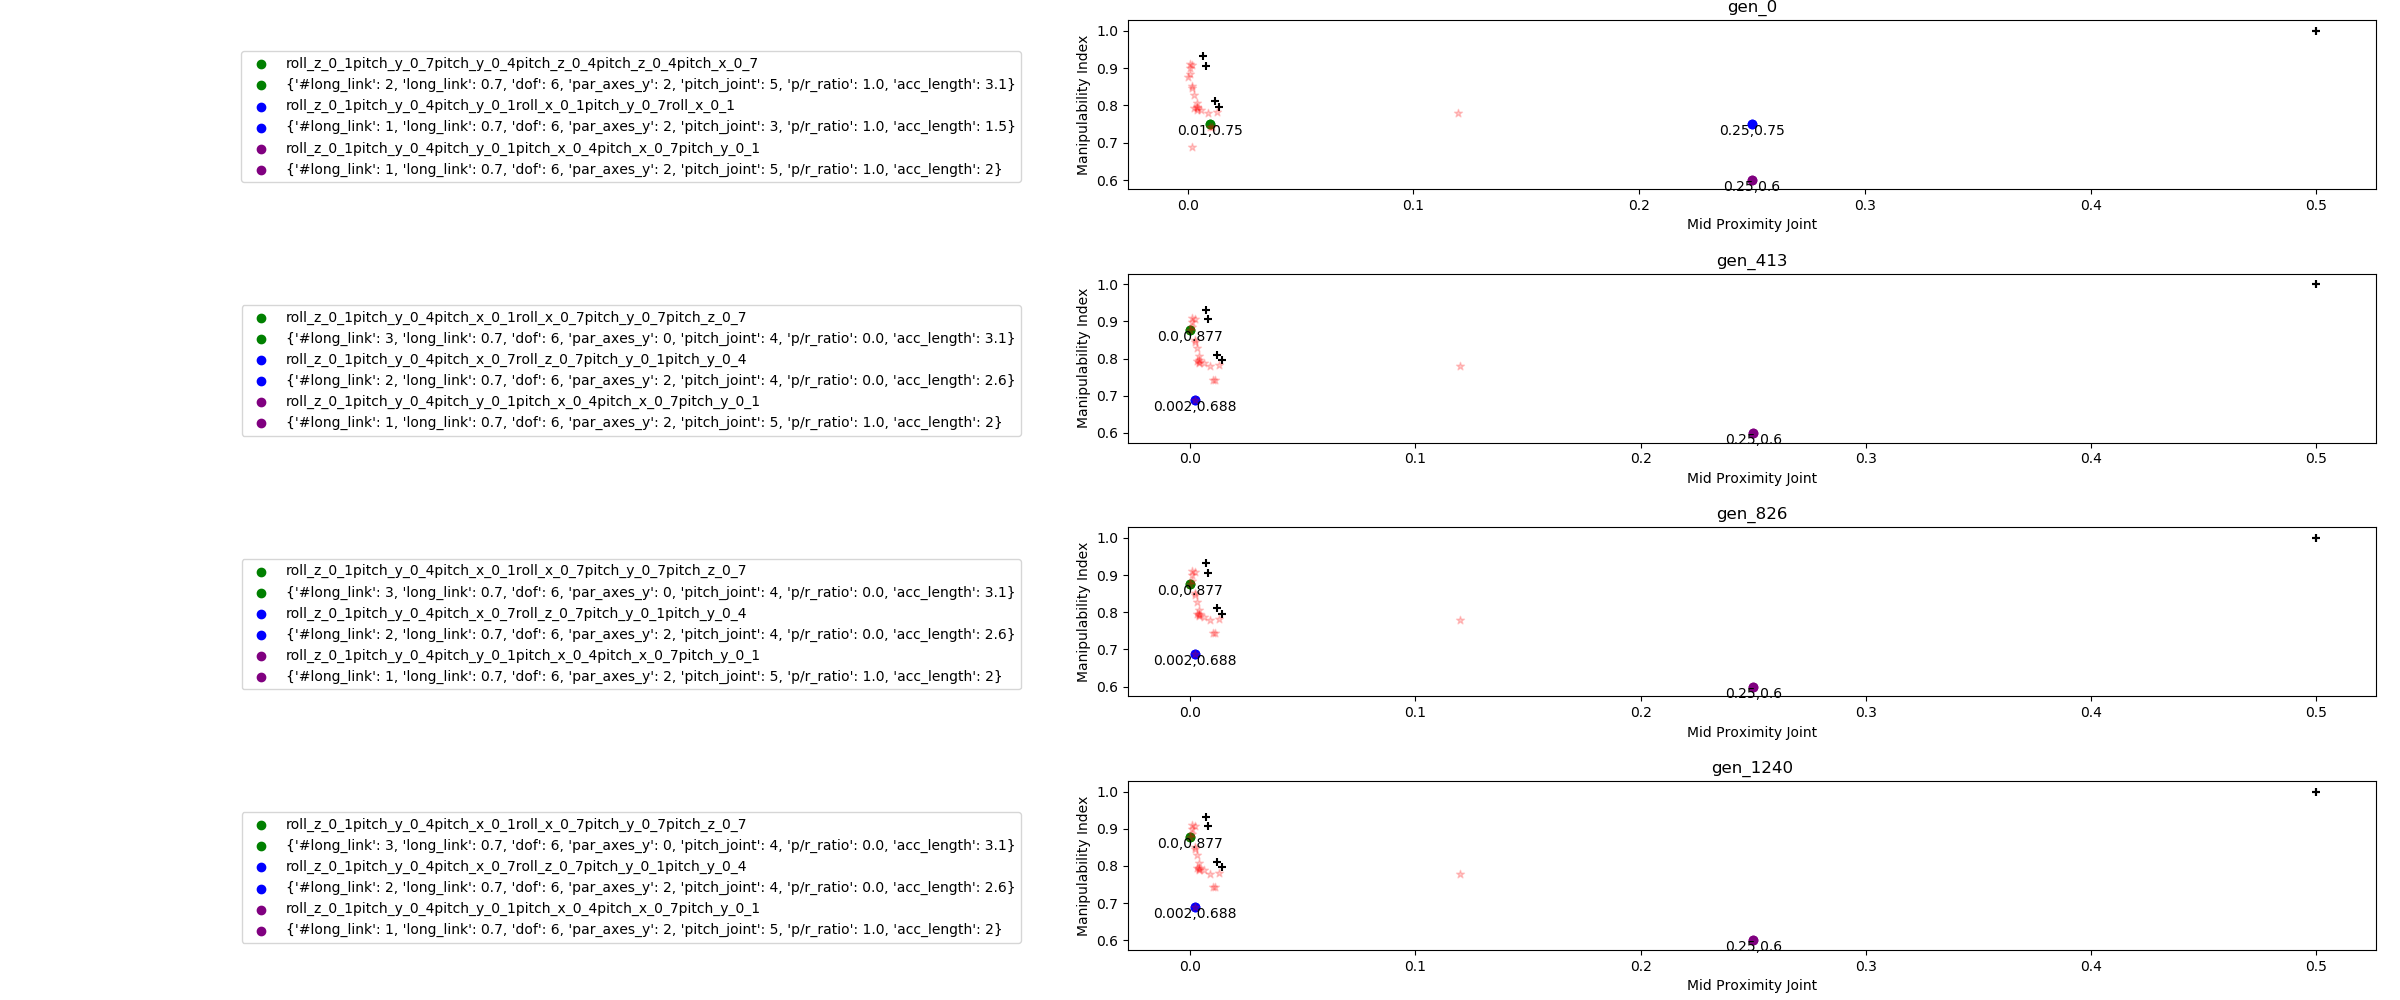 gen_0
roll_z_0_1pitch_y_0_7pitch_y_0_4pitch_z_0_4pitch_z_0_4pitch_x_0_7
{'#long_link': 2, 'long_link': 0.7, 'dof': 6, 'par_axes_y': 2, 'pitch_joint': 5, 'p/r_ratio': 1.0, 'acc_length': 3.1}
roll_z_0_1pitch_y_0_4pitch_y_0_1roll_x_0_1pitch_y_0_7roll_x_0_1
{'#long_link': 1, 'long_link': 0.7, 'dof': 6, 'par_axes_y': 2, 'pitch_joint': 3, 'p/r_ratio': 1.0, 'acc_length': 1.5}
roll_z_0_1pitch_y_0_4pitch_y_0_1pitch_x_0_4pitch_x_0_7pitch_y_0_1
{'#long_link': 1, 'long_link': 0.7, 'dof': 6, 'par_axes_y': 2, 'pitch_joint': 5, 'p/r_ratio': 1.0, 'acc_length': 2}
Manipulability Index
1.0
0.9
0.8
0.7
0.6
0.01,0.75
0.25,0.75
0.25,0.6
0.0 0.1 0.2 0.3 0.4 0.5
Mid Proximity Joint
gen_413
roll_z_0_1pitch_y_0_4pitch_x_0_1roll_x_0_7pitch_y_0_7pitch_z_0_7
{'#long_link': 3, 'long_link': 0.7, 'dof': 6, 'par_axes_y': 0, 'pitch_joint': 4, 'p/r_ratio': 0.0, 'acc_length': 3.1}
roll_z_0_1pitch_y_0_4pitch_x_0_7roll_z_0_7pitch_y_0_1pitch_y_0_4
{'#long_link': 2, 'long_link': 0.7, 'dof': 6, 'par_axes_y': 2, 'pitch_joint': 4, 'p/r_ratio': 0.0, 'acc_length': 2.6}
roll_z_0_1pitch_y_0_4pitch_y_0_1pitch_x_0_4pitch_x_0_7pitch_y_0_1
{'#long_link': 1, 'long_link': 0.7, 'dof': 6, 'par_axes_y': 2, 'pitch_joint': 5, 'p/r_ratio': 1.0, 'acc_length': 2}
Manipulability Index
1.0
0.9
0.8
0.7
0.6
0.0,0.877
0.002,0.688
0.25,0.6
0.0 0.1 0.2 0.3 0.4 0.5
Mid Proximity Joint
gen_826
roll_z_0_1pitch_y_0_4pitch_x_0_1roll_x_0_7pitch_y_0_7pitch_z_0_7
{'#long_link': 3, 'long_link': 0.7, 'dof': 6, 'par_axes_y': 0, 'pitch_joint': 4, 'p/r_ratio': 0.0, 'acc_length': 3.1}
roll_z_0_1pitch_y_0_4pitch_x_0_7roll_z_0_7pitch_y_0_1pitch_y_0_4
{'#long_link': 2, 'long_link': 0.7, 'dof': 6, 'par_axes_y': 2, 'pitch_joint': 4, 'p/r_ratio': 0.0, 'acc_length': 2.6}
roll_z_0_1pitch_y_0_4pitch_y_0_1pitch_x_0_4pitch_x_0_7pitch_y_0_1
{'#long_link': 1, 'long_link': 0.7, 'dof': 6, 'par_axes_y': 2, 'pitch_joint': 5, 'p/r_ratio': 1.0, 'acc_length': 2}
Manipulability Index
1.0
0.9
0.8
0.7
0.6
0.0,0.877
0.002,0.688
0.25,0.6
0.0 0.1 0.2 0.3 0.4 0.5
Mid Proximity Joint
gen_1240
roll_z_0_1pitch_y_0_4pitch_x_0_1roll_x_0_7pitch_y_0_7pitch_z_0_7
{'#long_link': 3, 'long_link': 0.7, 'dof': 6, 'par_axes_y': 0, 'pitch_joint': 4, 'p/r_ratio': 0.0, 'acc_length': 3.1}
roll_z_0_1pitch_y_0_4pitch_x_0_7roll_z_0_7pitch_y_0_1pitch_y_0_4
{'#long_link': 2, 'long_link': 0.7, 'dof': 6, 'par_axes_y': 2, 'pitch_joint': 4, 'p/r_ratio': 0.0, 'acc_length': 2.6}
roll_z_0_1pitch_y_0_4pitch_y_0_1pitch_x_0_4pitch_x_0_7pitch_y_0_1
{'#long_link': 1, 'long_link': 0.7, 'dof': 6, 'par_axes_y': 2, 'pitch_joint': 5, 'p/r_ratio': 1.0, 'acc_length': 2}
Manipulability Index
1.0
0.9
0.8
0.7
0.6
0.0,0.877
0.002,0.688
0.25,0.6
0.0 0.1 0.2 0.3 0.4 0.5
Mid Proximity Joint